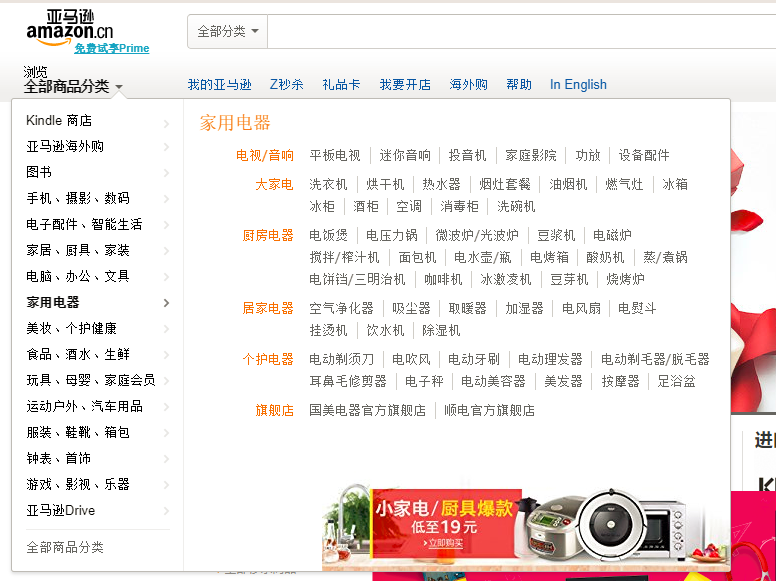 亚马逊
amazon.cn
免费试享Prime
全部分类
浏览
全部商品分类
我的亚马逊 Z秒杀 礼品卡 我要开店 海外购 帮助 In English
Kindle 商店
亚马逊海外购
图书
手机、摄影、数码
电子配件、智能生活
家居、厨具、家装
电脑、办公、文具
家用电器
美妆、个护健康
食品、酒水、生鲜
玩具、母婴、家庭会员
运动户外、汽车用品
服装、鞋靴、箱包
钟表、首饰
游戏、影视、乐器
亚马逊Drive
全部商品分类
家用电器
电视/音响 平板电视 迷你音响 投音机 家庭影院 功放 设备配件
大家电 洗衣机 烘干机 热水器 烟灶套餐 油烟机 燃气灶 冰箱
冰柜 酒柜 空调 消毒柜 洗碗机
厨房电器 电饭煲 电压力锅 微波炉/光波炉 豆浆机 电磁炉
搅拌/榨汁机 面包机 电水壶/瓶 电烤箱 酸奶机 蒸/煮锅
电饼铛/三明治机 咖啡机 冰激凌机 豆芽机 烧烤炉
居家电器 空气净化器 吸尘器 取暖器 加湿器 电风扇 电熨斗
挂烫机 饮水机 除湿机
个护电器 电动剃须刀 电吹风 电动牙刷 电动理发器 电动剃毛器/脱毛器
耳鼻毛修剪器 电子秤 电动美容器 美发器 按摩器 足浴盆
旗舰店 国美电器官方旗舰店 顺电官方旗舰店
小家电/厨具爆款
低至19元
›立即购买
进